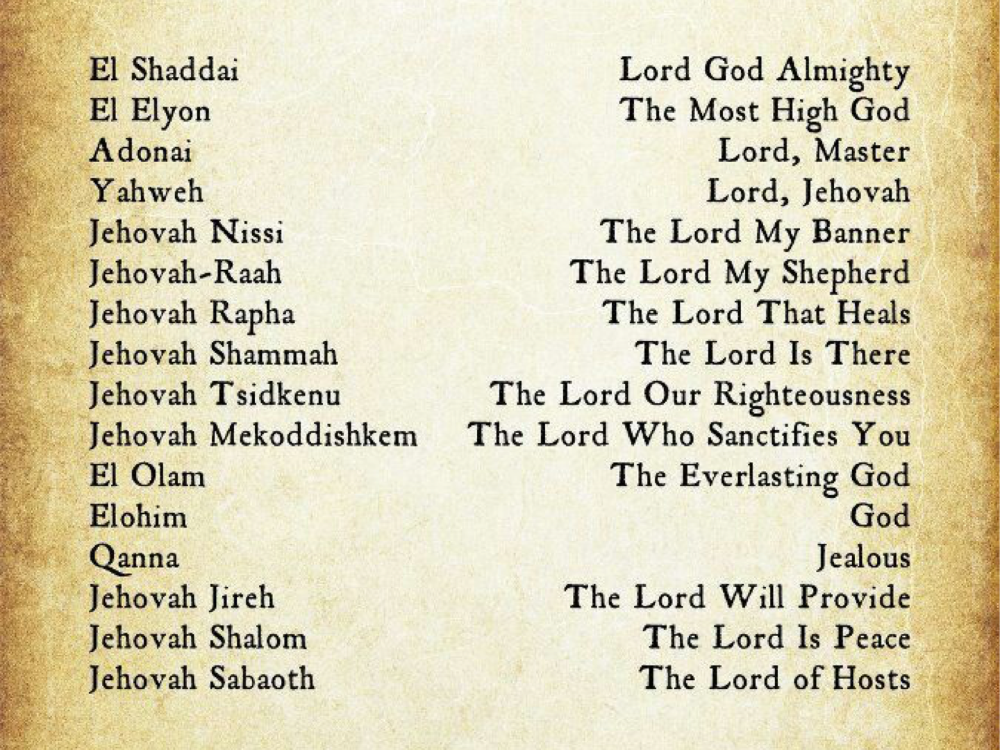 El Shaddai Lord God Almighty
El Elyon The Most High God
Adonai Lord, Master
Yahweh Lord, Jehovah
Jehovah Nissi The Lord My Banner
Jehovah-Raah The Lord My Shepherd
Jehovah Rapha The Lord That Heals
Jehovah Shammah The Lord Is There
Jehovah Tsidkenu The Lord Our Righteousness
Jehovah Mekoddishkem The Lord Who Sanctifies You
El Olam The Everlasting God
Elohim God
Qanna Jealous
Jehovah Jireh The Lord Will Provide
Jehovah Shalom The Lord Is Peace
Jehovah Sabaoth The Lord of Hosts